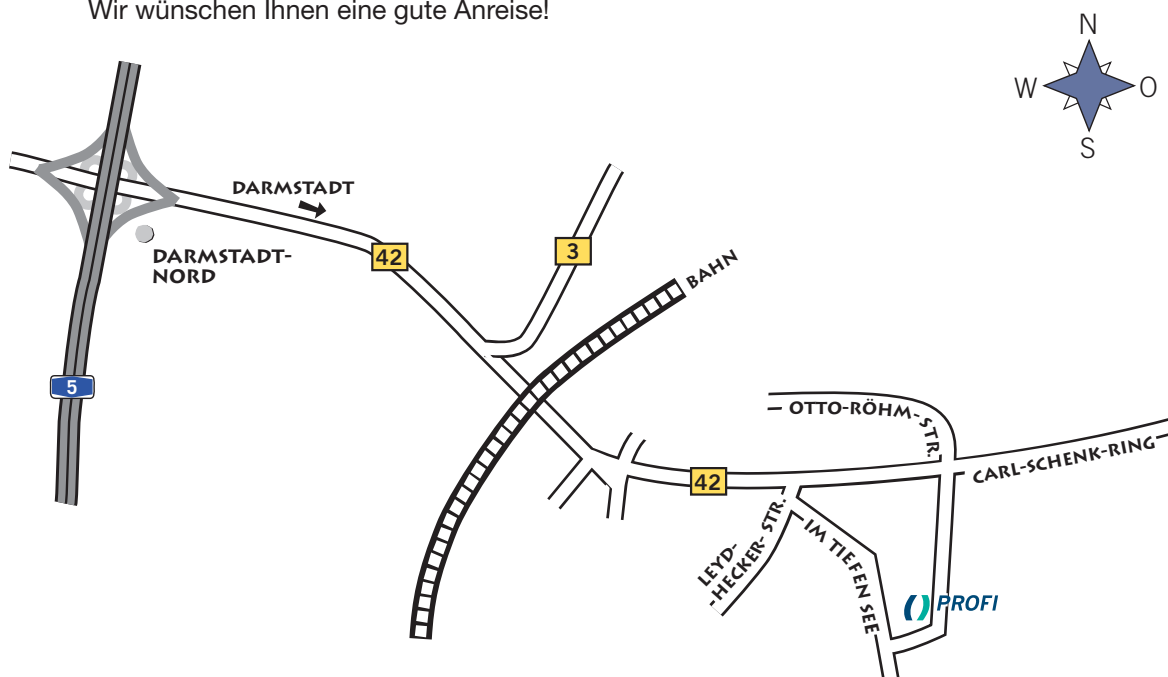 Wir wünschen Ihnen eine gute Anreise!
N
W
O
S
DARMSTADT
42
3
DARMSTADT-
NORD
BAHN
5
OTTO-RÖHM-STR.
42
CARL-SCHENK-RING
LEYD-
-HECKER-STR.
IM TIEFEN SEE
PROFI